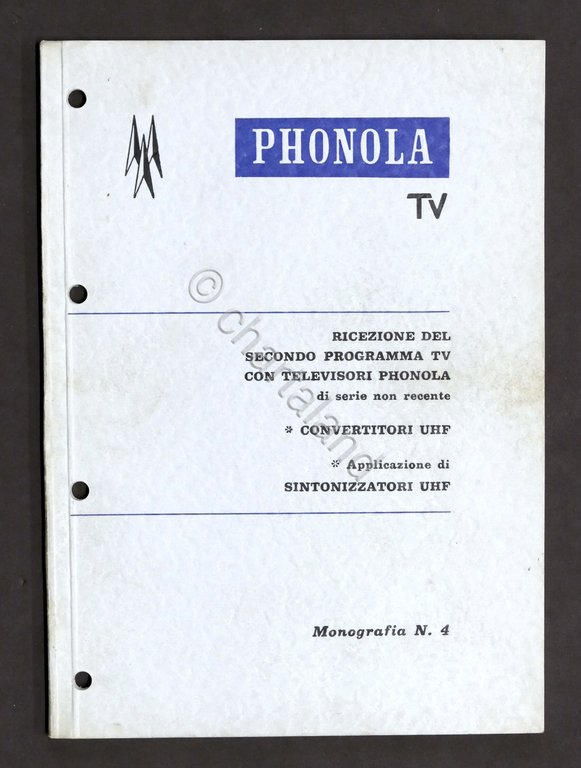 PHONOLA
TV
RICEZIONE DEL
SECONDO PROGRAMMA TV
CON TELEVISORI PHONOLA
di serie non recente
* CONVERTITORI UHF
* Applicazione di
SINTONIZZATORI UHF
Monografia N. 4
© chartaland